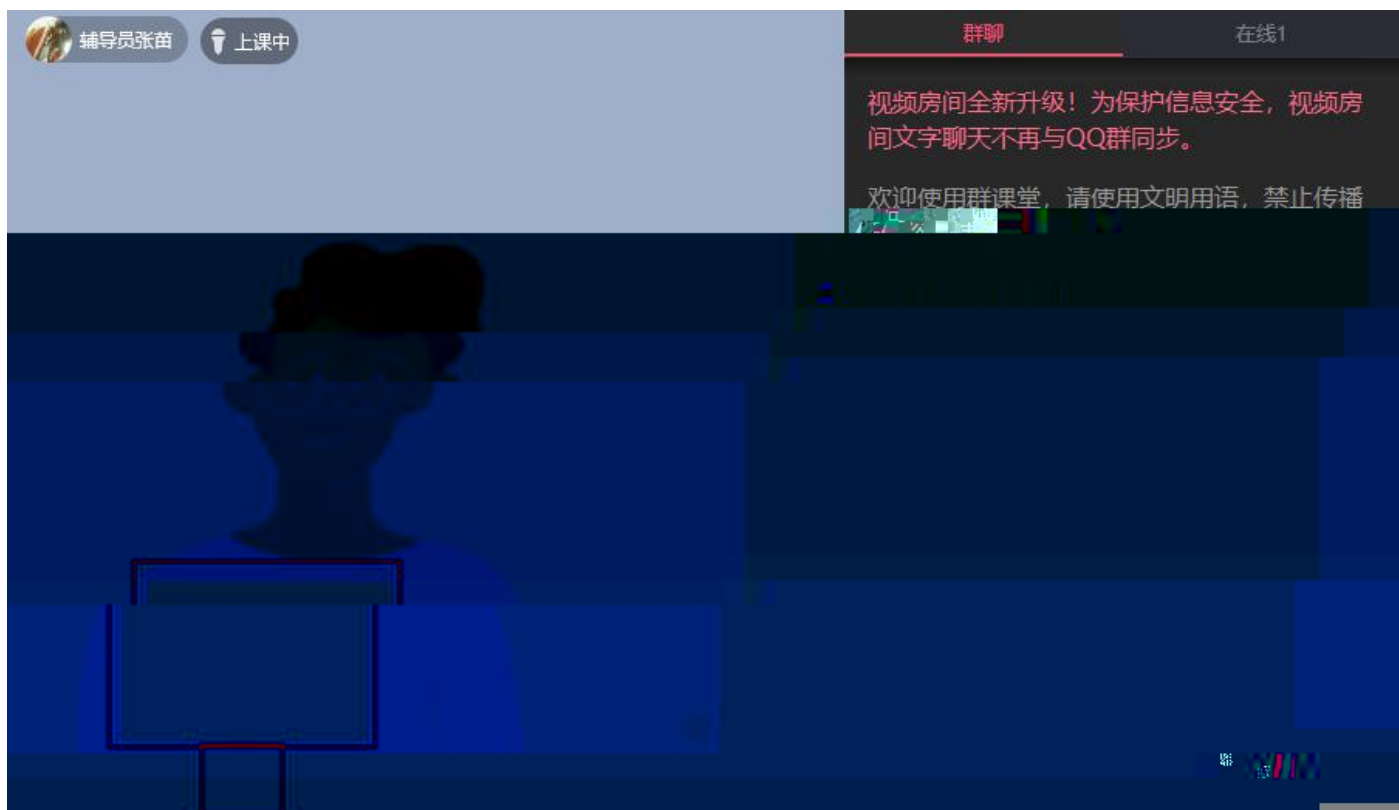 辅导员张苗
上课中
群聊
在线1
视频房间全新升级！为保护信息安全，视频房
间文字聊天不再与QQ群同步。
欢迎使用群课堂，请使用文明用语，禁止传播